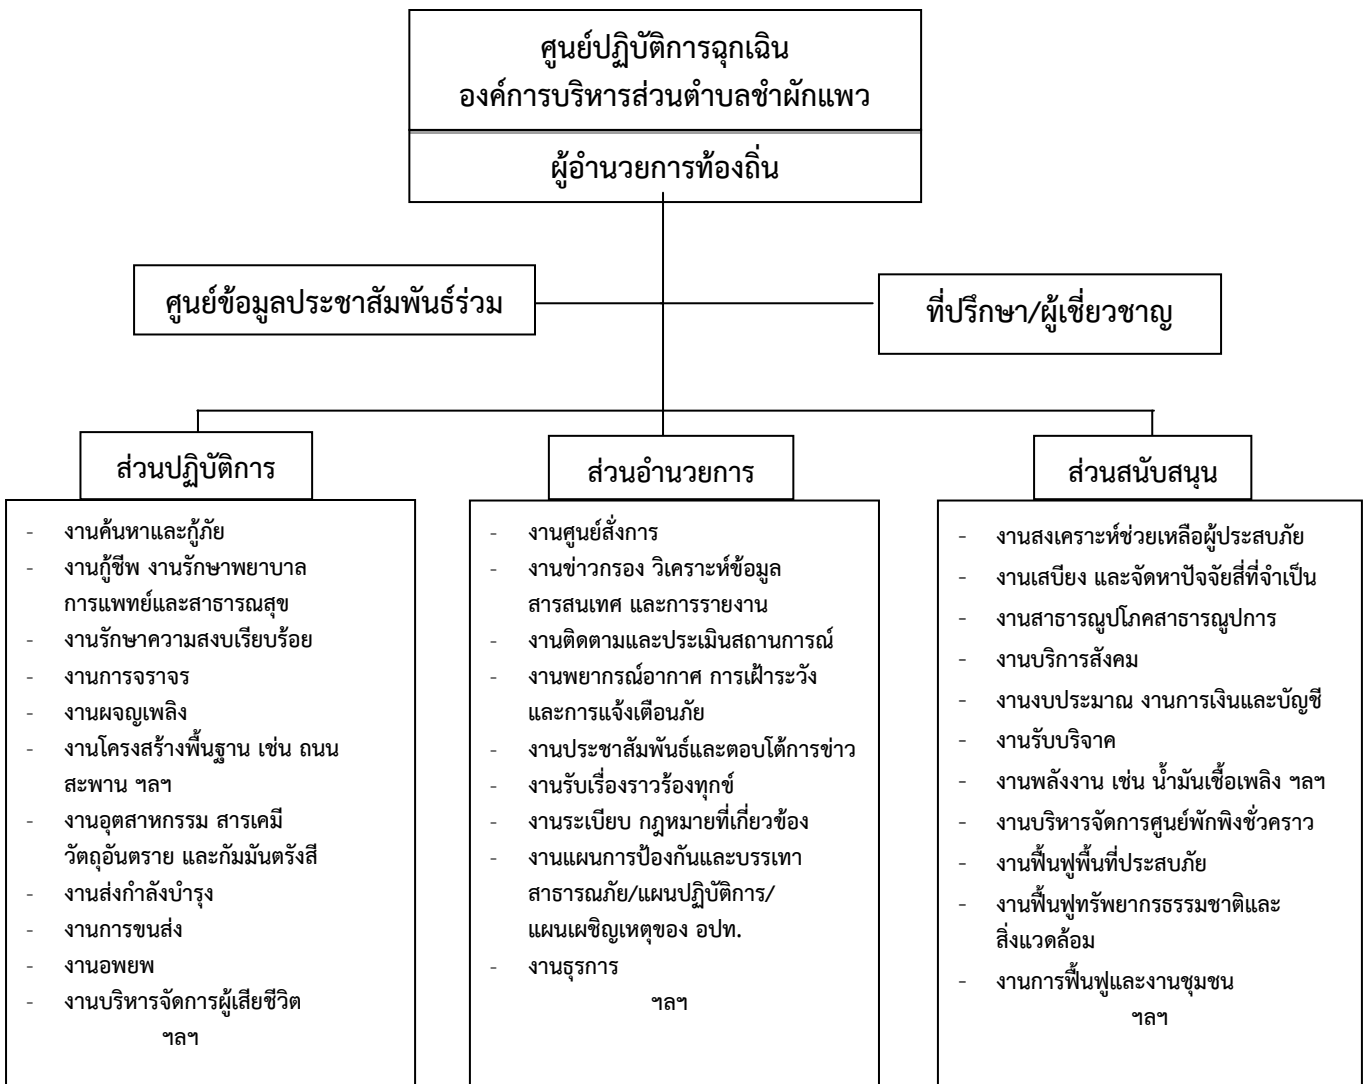 ศูนย์ปฏิบัติการฉุกเฉิน
องค์การบริหารส่วนตำบลชำผักแพว
ผู้อำนวยการท้องถิ่น
ศูนย์ข้อมูลประชาสัมพันธ์ร่วม
ที่ปรึกษา/ผู้เชี่ยวชาญ
ส่วนปฏิบัติการ
- งานค้นหาและกู้ภัย
- งานกู้ชีพ งานรักษาพยาบาล
การแพทย์และสาธารณสุข
- งานรักษาความสงบเรียบร้อย
- งานการจราจร
- งานผจญเพลิง
- งานโครงสร้างพื้นฐาน เช่น ถนน
สะพาน ฯลฯ
- งานอุตสาหกรรม สารเคมี
วัตถุอันตราย และกัมมันตรังสี
- งานส่งกำลังบำรุง
- งานการขนส่ง
- งานอพยพ
- งานบริหารจัดการผู้เสียชีวิต
ฯลฯ
ส่วนอำนวยการ
- งานศูนย์สั่งการ
- งานข่าวกรอง วิเคราะห์ข้อมูล
สารสนเทศ และการรายงาน
- งานติดตามและประเมินสถานการณ์
- งานพยากรณ์อากาศ การเฝ้าระวัง
และการแจ้งเตือนภัย
- งานประชาสัมพันธ์และตอบโต้การข่าว
- งานรับเรื่องราวร้องทุกข์
- งานระเบียบ กฎหมายที่เกี่ยวข้อง
- งานแผนการป้องกันและบรรเทา
สาธารณภัย/แผนปฏิบัติการ/
แผนเผชิญเหตุของ อปท.
- งานธุรการ
ฯลฯ
ส่วนสนับสนุน
- งานสงเคราะห์ช่วยเหลือผู้ประสบภัย
- งานเสบียง และจัดหาปัจจัยสี่ที่จำเป็น
- งานสาธารณูปโภคสาธารณูปการ
- งานบริการสังคม
- งานงบประมาณ งานการเงินและบัญชี
- งานรับบริจาค
- งานพลังงาน เช่น น้ำมันเชื้อเพลิง ฯลฯ
- งานบริหารจัดการศูนย์พักพิงชั่วคราว
- งานฟื้นฟูพื้นที่ประสบภัย
- งานฟื้นฟูทรัพยากรธรรมชาติและ
สิ่งแวดล้อม
- งานการฟื้นฟูและงานชุมชน
ฯลฯ